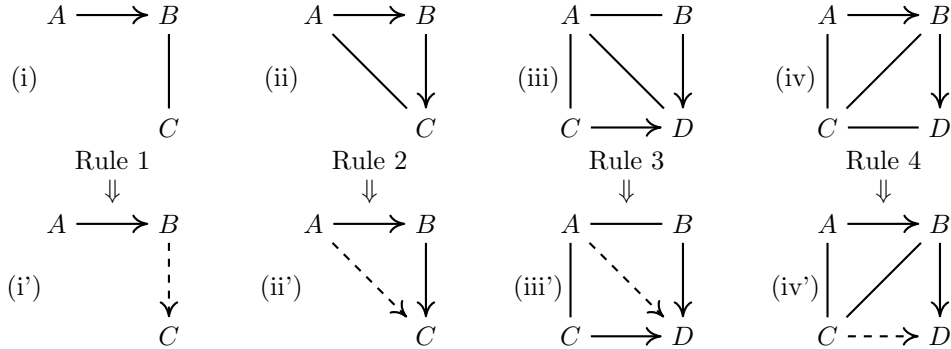 A B A B A B A B
(i) (ii) (iii) (iv)
C C C D C D
Rule 1 Rule 2 Rule 3 Rule 4
⇓ ⇓ ⇓ ⇓
A B A B A B A B
(i') (ii') (iii') (iv')
C C C D C D